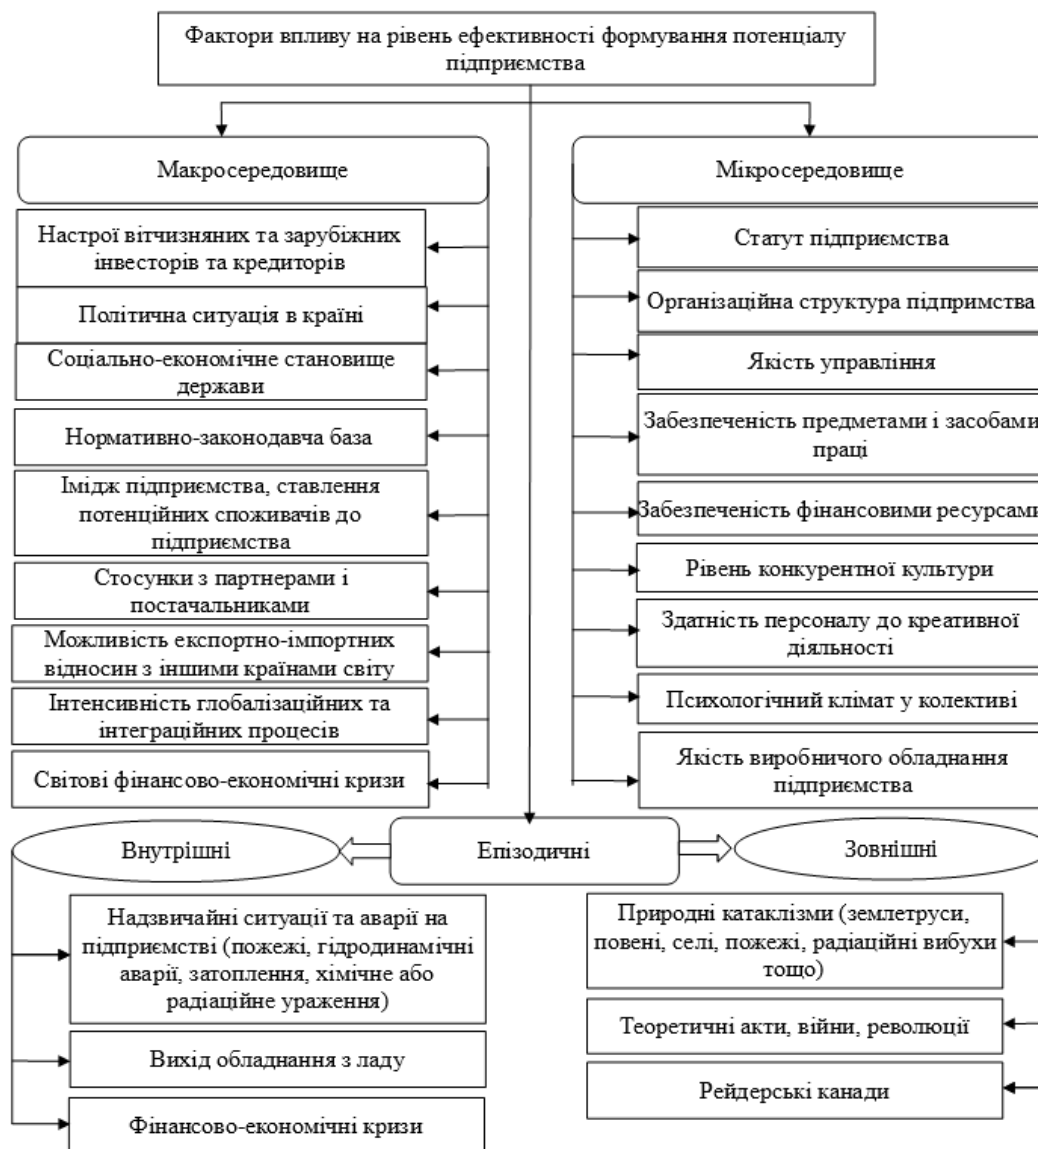 Фактори впливу на рівень ефективності формування потенціалу
підприємства
Макросередовище
Настрої вітчизняних та зарубіжних
інвесторів та кредиторів
Політична ситуація в країні
Соціально-економічне становище
держави
Нормативно-законодавча база
Імідж підприємства, ставлення
потенційних споживачів до
підприємства
Стосунки з партнерами і
постачальниками
Можливість експортно-імпортних
відносин з іншими країнами світу
Інтенсивність глобалізаційних та
інтеграційних процесів
Світові фінансово-економічні кризи
Мікросередовище
Статут підприємства
Організаційна структура підпримства
Якість управління
Забезпеченість предметами і засобами
праці
Забезпеченість фінансовими ресурсами
Рівень конкурентної культури
Здатність персоналу до креативної
діяльності
Психологічний клімат у колективі
Якість виробничого обладнання
підприємства
Епізодичні
Внутрішні
Надзвичайні ситуації та аварії на
підприємстві (пожежі, гідродинамічні
аварії, затоплення, хімічне або
радіаційне ураження)
Вихід обладнання з ладу
Фінансово-економічні кризи
Зовнішні
Природні катаклізми (землетруси,
повені, селі, пожежі, радіаційні вибухи
тощо)
Теоретичні акти, війни, революції
Рейдерські канади